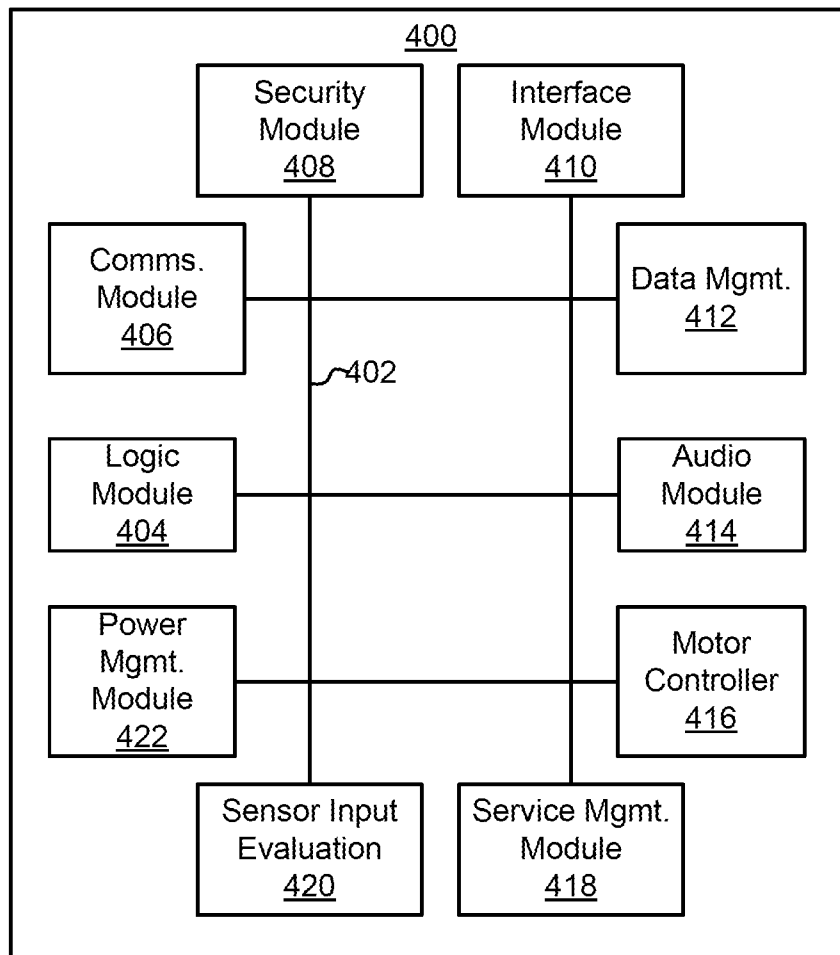 400
Security
Module
408
Interface
Module
410
Comms.
Module
406
Data Mgmt.
412
402
Logic
Module
404
Audio
Module
414
Power
Mgmt.
Module
422
Motor
Controller
416
Sensor Input
Evaluation
420
Service Mgmt.
Module
418